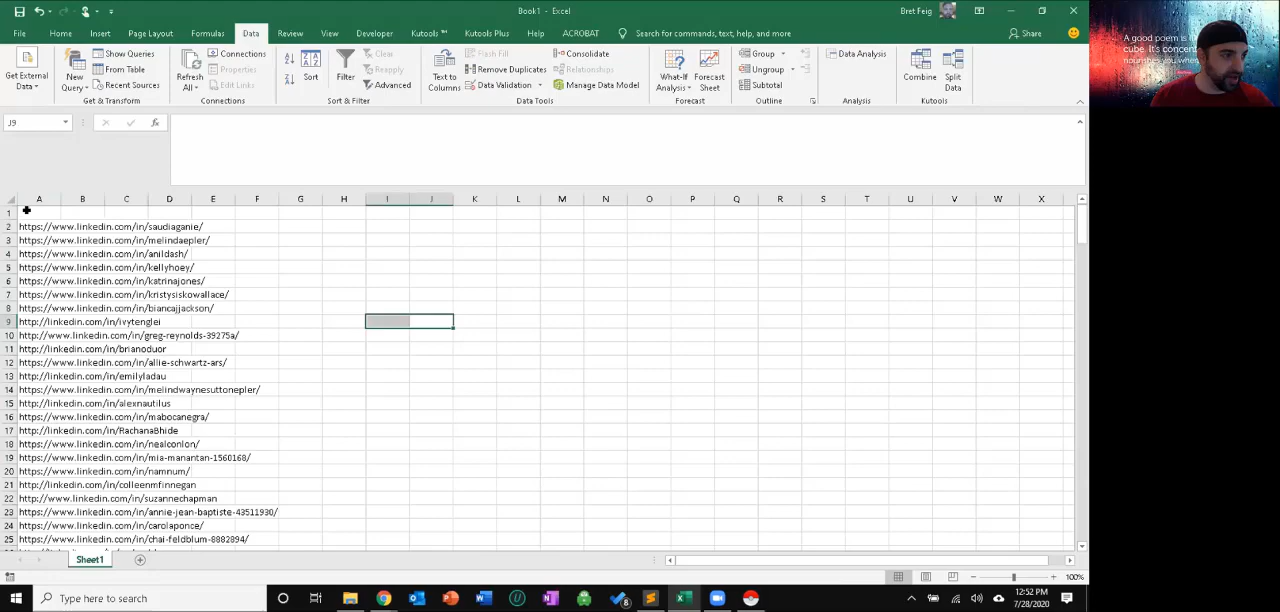 Book1 - Excel
Bret Feig
File Home Insert Page Layout Formulas Data Review View Developer Kutools ™ Kutools Plus Help ACROBAT Search for commands, text, help, and more Share
Get External Data
New Query
Show Queries
From Table
Recent Sources
Get & Transform
Refresh All
Connections
Properties
Edit Links
Connections
Sort
Filter
Clear
Reapply
Advanced
Sort & Filter
Text to Columns
Flash Fill
Remove Duplicates
Data Validation
Consolidate
Relationships
Manage Data Model
Data Tools
What-If Analysis
Forecast Sheet
Forecast
Group
Ungroup
Subtotal
Outline
Data Analysis
Analysis
Combine
Split Data
Kutools
A good poem is
cube. It's concent
nourishes you when
J9
fx
A B C D E F G H I J K L M N O P Q R S T U V W X
1
2 https://www.linkedin.com/in/saudiaganie/
3 https://www.linkedin.com/in/melindaepler/
4 https://www.linkedin.com/in/anildash/
5 https://www.linkedin.com/in/kellyhoey/
6 https://www.linkedin.com/in/katrinajones/
7 https://www.linkedin.com/in/kristysiskowallace/
8 https://www.linkedin.com/in/biancajjackson/
9 http://linkedin.com/in/ivytenglei
10 http://www.linkedin.com/in/greg-reynolds-39275a/
11 http://linkedin.com/in/brianoduor
12 https://www.linkedin.com/in/allie-schwartz-ars/
13 http://linkedin.com/in/emilyladau
14 https://www.linkedin.com/in/melindwaynesuttonepler/
15 http://linkedin.com/in/alexnautilus
16 https://www.linkedin.com/in/mabocanegra/
17 http://linkedin.com/in/RachanaBhide
18 https://www.linkedin.com/in/nealconlon/
19 https://www.linkedin.com/in/mia-manantan-1560168/
20 https://www.linkedin.com/in/namnum/
21 http://linkedin.com/in/colleenmfinnegan
22 http://www.linkedin.com/in/suzannechapman
23 https://www.linkedin.com/in/annie-jean-baptiste-43511930/
24 https://www.linkedin.com/in/carolaponce/
25 https://www.linkedin.com/in/chai-feldblum-8882894/
Sheet1
100%
Type here to search
12:52 PM
7/28/2020